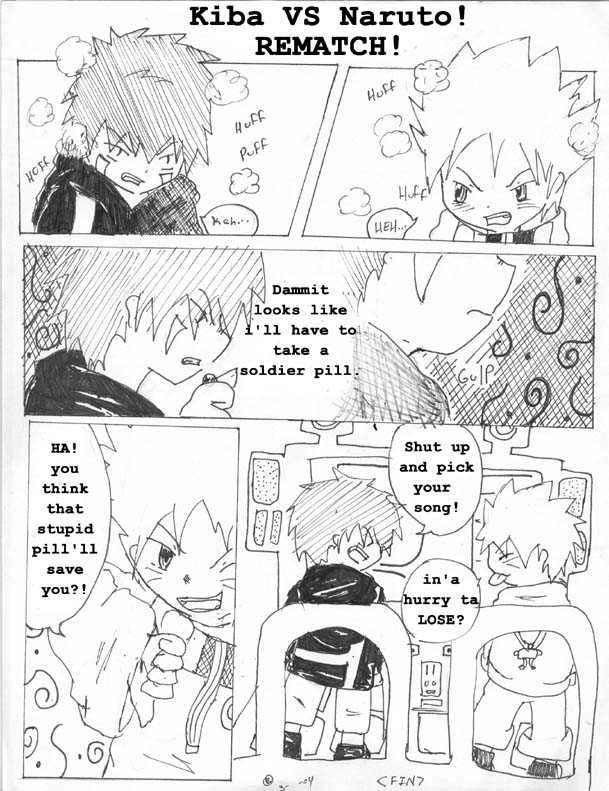 Kiba VS Naruto!
REMATCH!
Huff
Huff
Huff
Puff
Keh...
Huff
Huff
HEH...
Dammit
looks like
i'll have to
take a
soldier pill.
Gulp
HA!
you
think
that
stupid
pill'll
save
you?!
Shut up
and pick
your
song!
in'a
hurry ta
LOSE?
-04
<FIN>